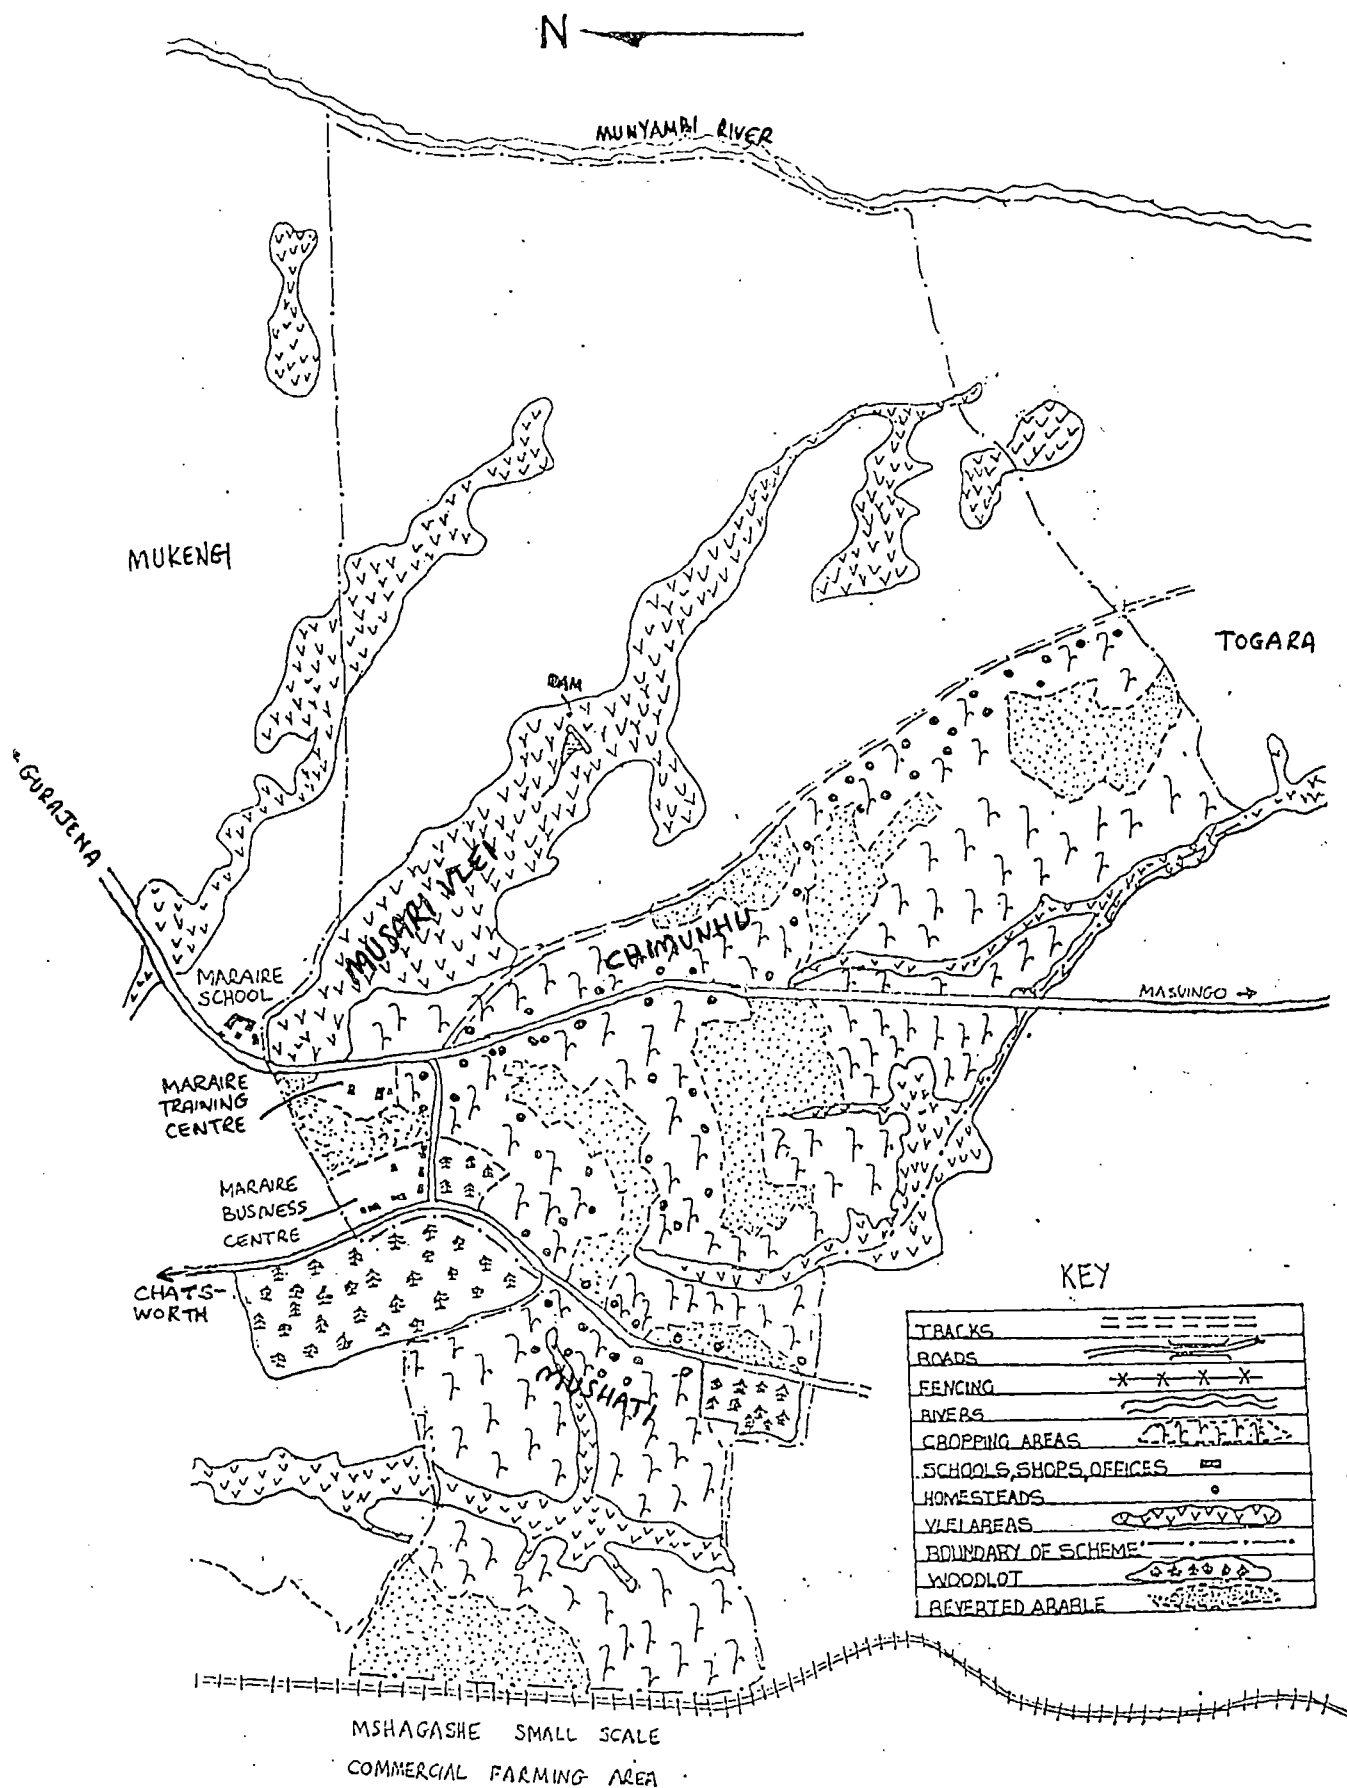 N
MUNYAMBI RIVER
MUKENGI
TOGARA
DAM
GURAJENA
MUSARI VLEI
CHIMUNHU
MARAIRE
SCHOOL
MASVINGO →
MARAIRE
TRAINING
CENTRE
MARAIRE
BUSINESS
CENTRE
CHATS-
WORTH
MUSHATI
KEY
TRACKS
ROADS
FENCING
RIVERS
CROPPING AREAS
SCHOOLS, SHOPS, OFFICES
HOMESTEADS
VLEI AREAS
BOUNDARY OF SCHEME
WOODLOT
REVERTED ARABLE
MSHAGASHE SMALL SCALE
COMMERCIAL FARMING AREA